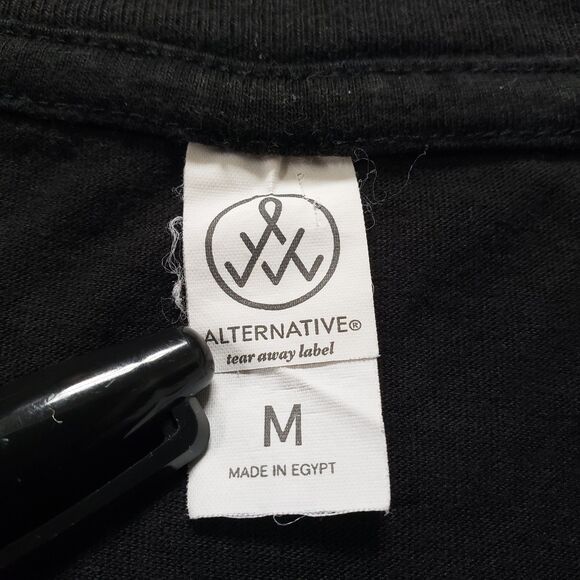 ALTERNATIVE®
tear away label
M
MADE IN EGYPT